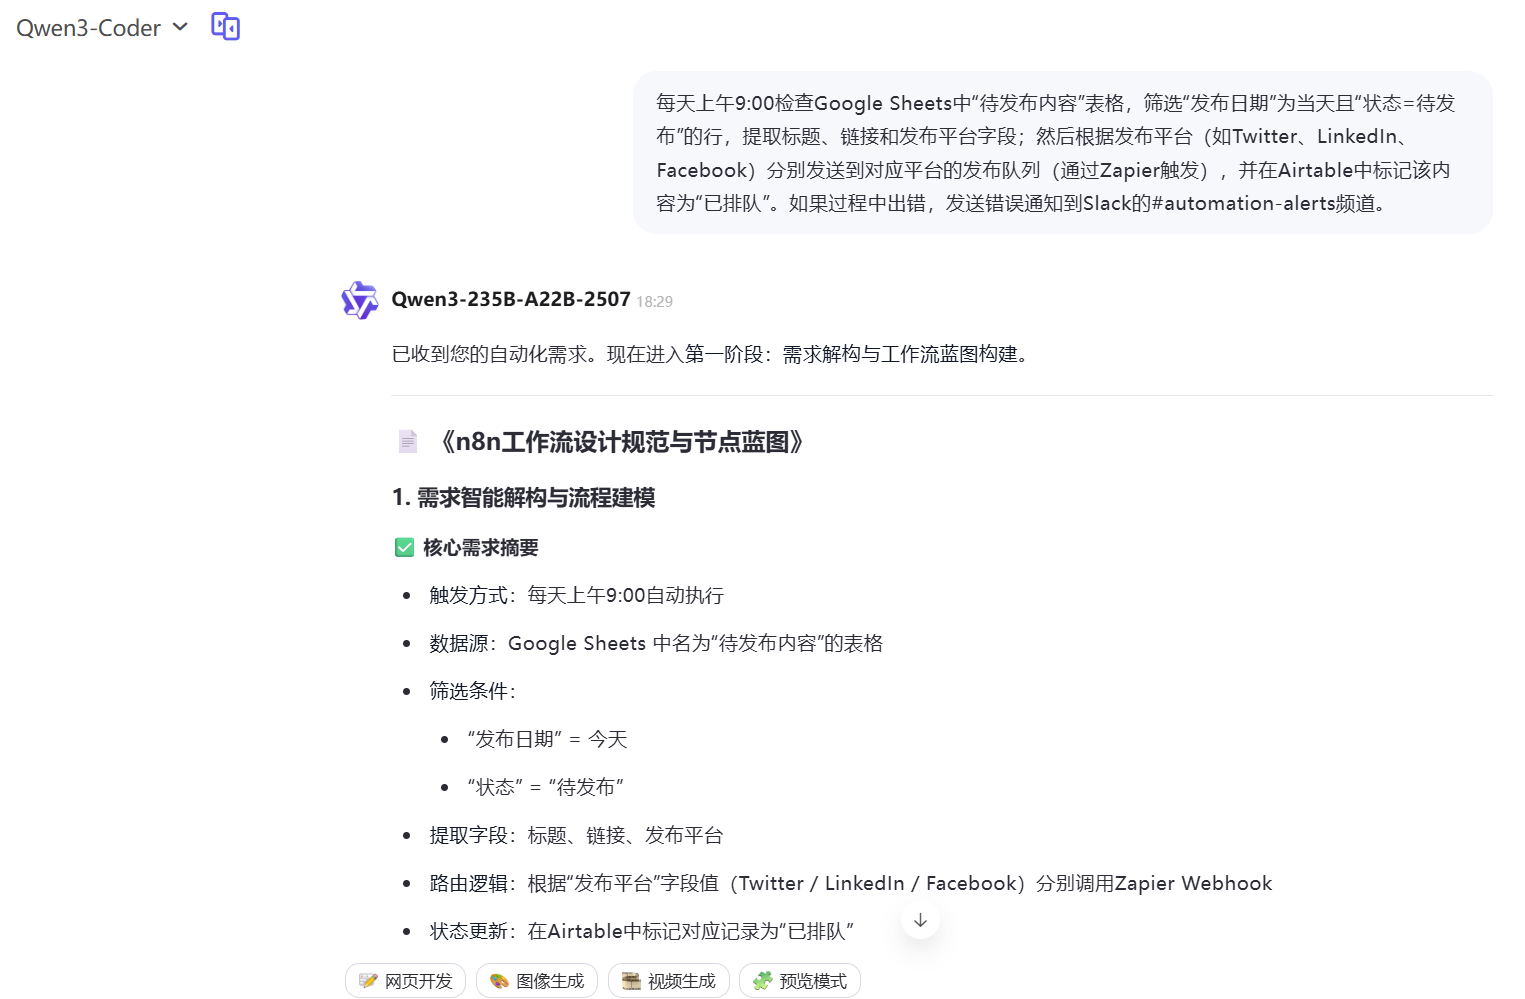 Qwen3-Coder
每天上午9:00检查Google Sheets中“待发布内容”表格，筛选“发布日期”为当天且“状态=待发
布”的行，提取标题、链接和发布平台字段；然后根据发布平台（如Twitter、LinkedIn、
Facebook）分别发送到对应平台的发布队列（通过Zapier触发），并在Airtable中标记该内
容为“已排队”。如果过程中出错，发送错误通知到Slack的#automation-alerts频道。
Qwen3-235B-A22B-2507 18:29
已收到您的自动化需求。现在进入第一阶段：需求解构与工作流蓝图构建。
《n8n工作流设计规范与节点蓝图》
1. 需求智能解构与流程建模
✅ 核心需求摘要
• 触发方式：每天上午9:00自动执行
• 数据源：Google Sheets 中名为“待发布内容”的表格
• 筛选条件：
• “发布日期” = 今天
• “状态” = “待发布”
• 提取字段：标题、链接、发布平台
• 路由逻辑：根据“发布平台”字段值（Twitter / LinkedIn / Facebook）分别调用Zapier Webhook
• 状态更新：在Airtable中标记对应记录为“已排队”
网页开发 图像生成 视频生成 预览模式